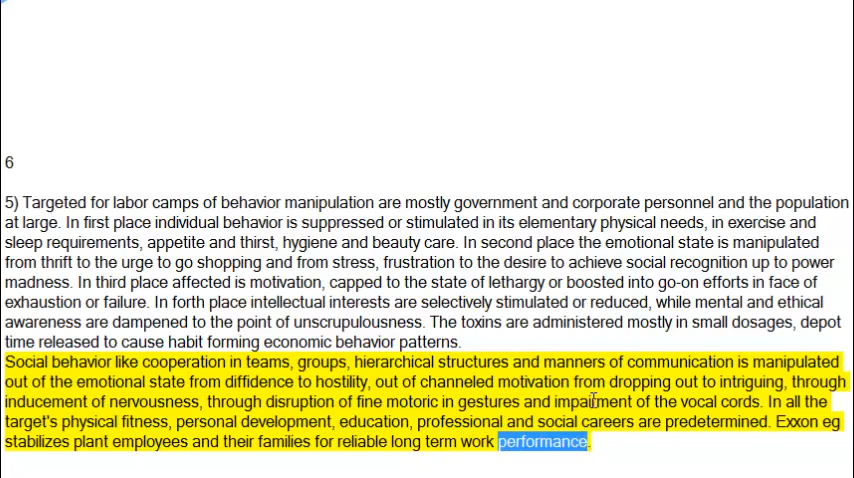 6
5) Targeted for labor camps of behavior manipulation are mostly government and corporate personnel and the population
at large. In first place individual behavior is suppressed or stimulated in its elementary physical needs, in exercise and
sleep requirements, appetite and thirst, hygiene and beauty care. In second place the emotional state is manipulated
from thrift to the urge to go shopping and from stress, frustration to the desire to achieve social recognition up to power
madness. In third place affected is motivation, capped to the state of lethargy or boosted into go-on efforts in face of
exhaustion or failure. In forth place intellectual interests are selectively stimulated or reduced, while mental and ethical
awareness are dampened to the point of unscrupulousness. The toxins are administered mostly in small dosages, depot
time released to cause habit forming economic behavior patterns.
Social behavior like cooperation in teams, groups, hierarchical structures and manners of communication is manipulated
out of the emotional state from diffidence to hostility, out of channeled motivation from dropping out to intriguing, through
inducement of nervousness, through disruption of fine motoric in gestures and impairment of the vocal cords. In all the
target's physical fitness, personal development, education, professional and social careers are predetermined. Exxon eg
stabilizes plant employees and their families for reliable long term work performance.